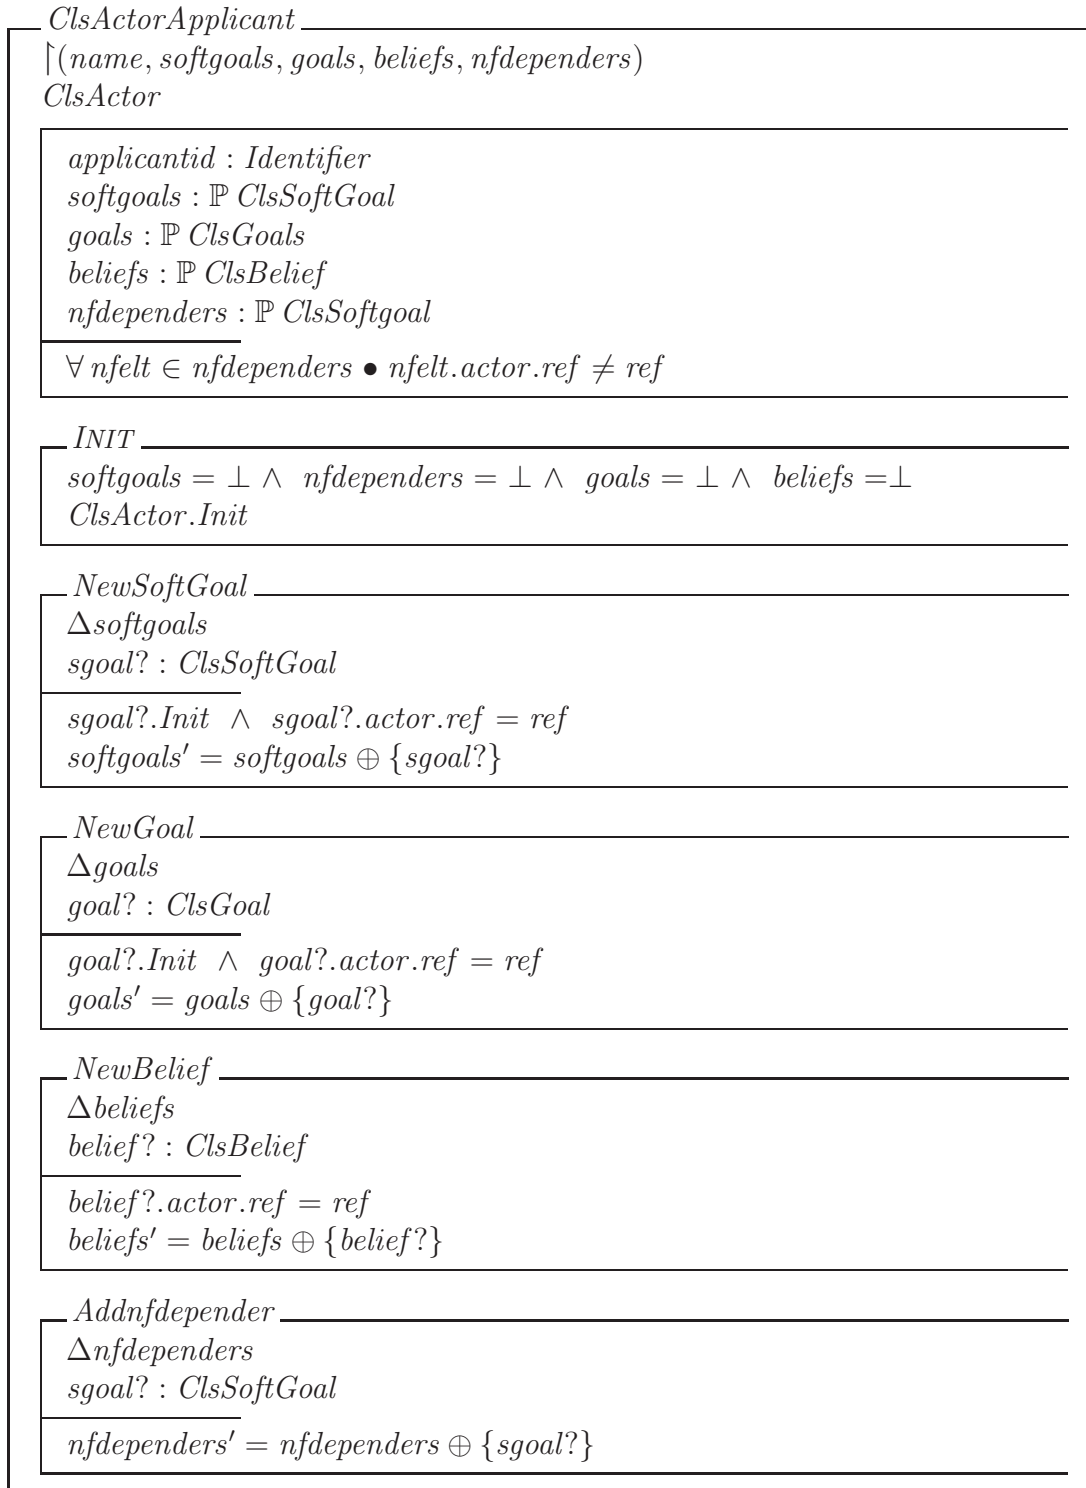 ClsActorApplicant
↾(name, softgoals, goals, beliefs, nfdependers)
ClsActor
applicantid : Identifier
softgoals : ℙ ClsSoftGoal
goals : ℙ ClsGoals
beliefs : ℙ ClsBelief
nfdependers : ℙ ClsSoftgoal
∀ nfelt ∈ nfdependers • nfelt.actor.ref ≠ ref
INIT
softgoals = ⊥ ∧ nfdependers = ⊥ ∧ goals = ⊥ ∧ beliefs =⊥
ClsActor.Init
NewSoftGoal
Δsoftgoals
sgoal? : ClsSoftGoal
sgoal?.Init ∧ sgoal?.actor.ref = ref
softgoals′ = softgoals ⊕ {sgoal?}
NewGoal
Δgoals
goal? : ClsGoal
goal?.Init ∧ goal?.actor.ref = ref
goals′ = goals ⊕ {goal?}
NewBelief
Δbeliefs
belief? : ClsBelief
belief?.actor.ref = ref
beliefs′ = beliefs ⊕ {belief?}
Addnfdepender
Δnfdependers
sgoal? : ClsSoftGoal
nfdependers′ = nfdependers ⊕ {sgoal?}